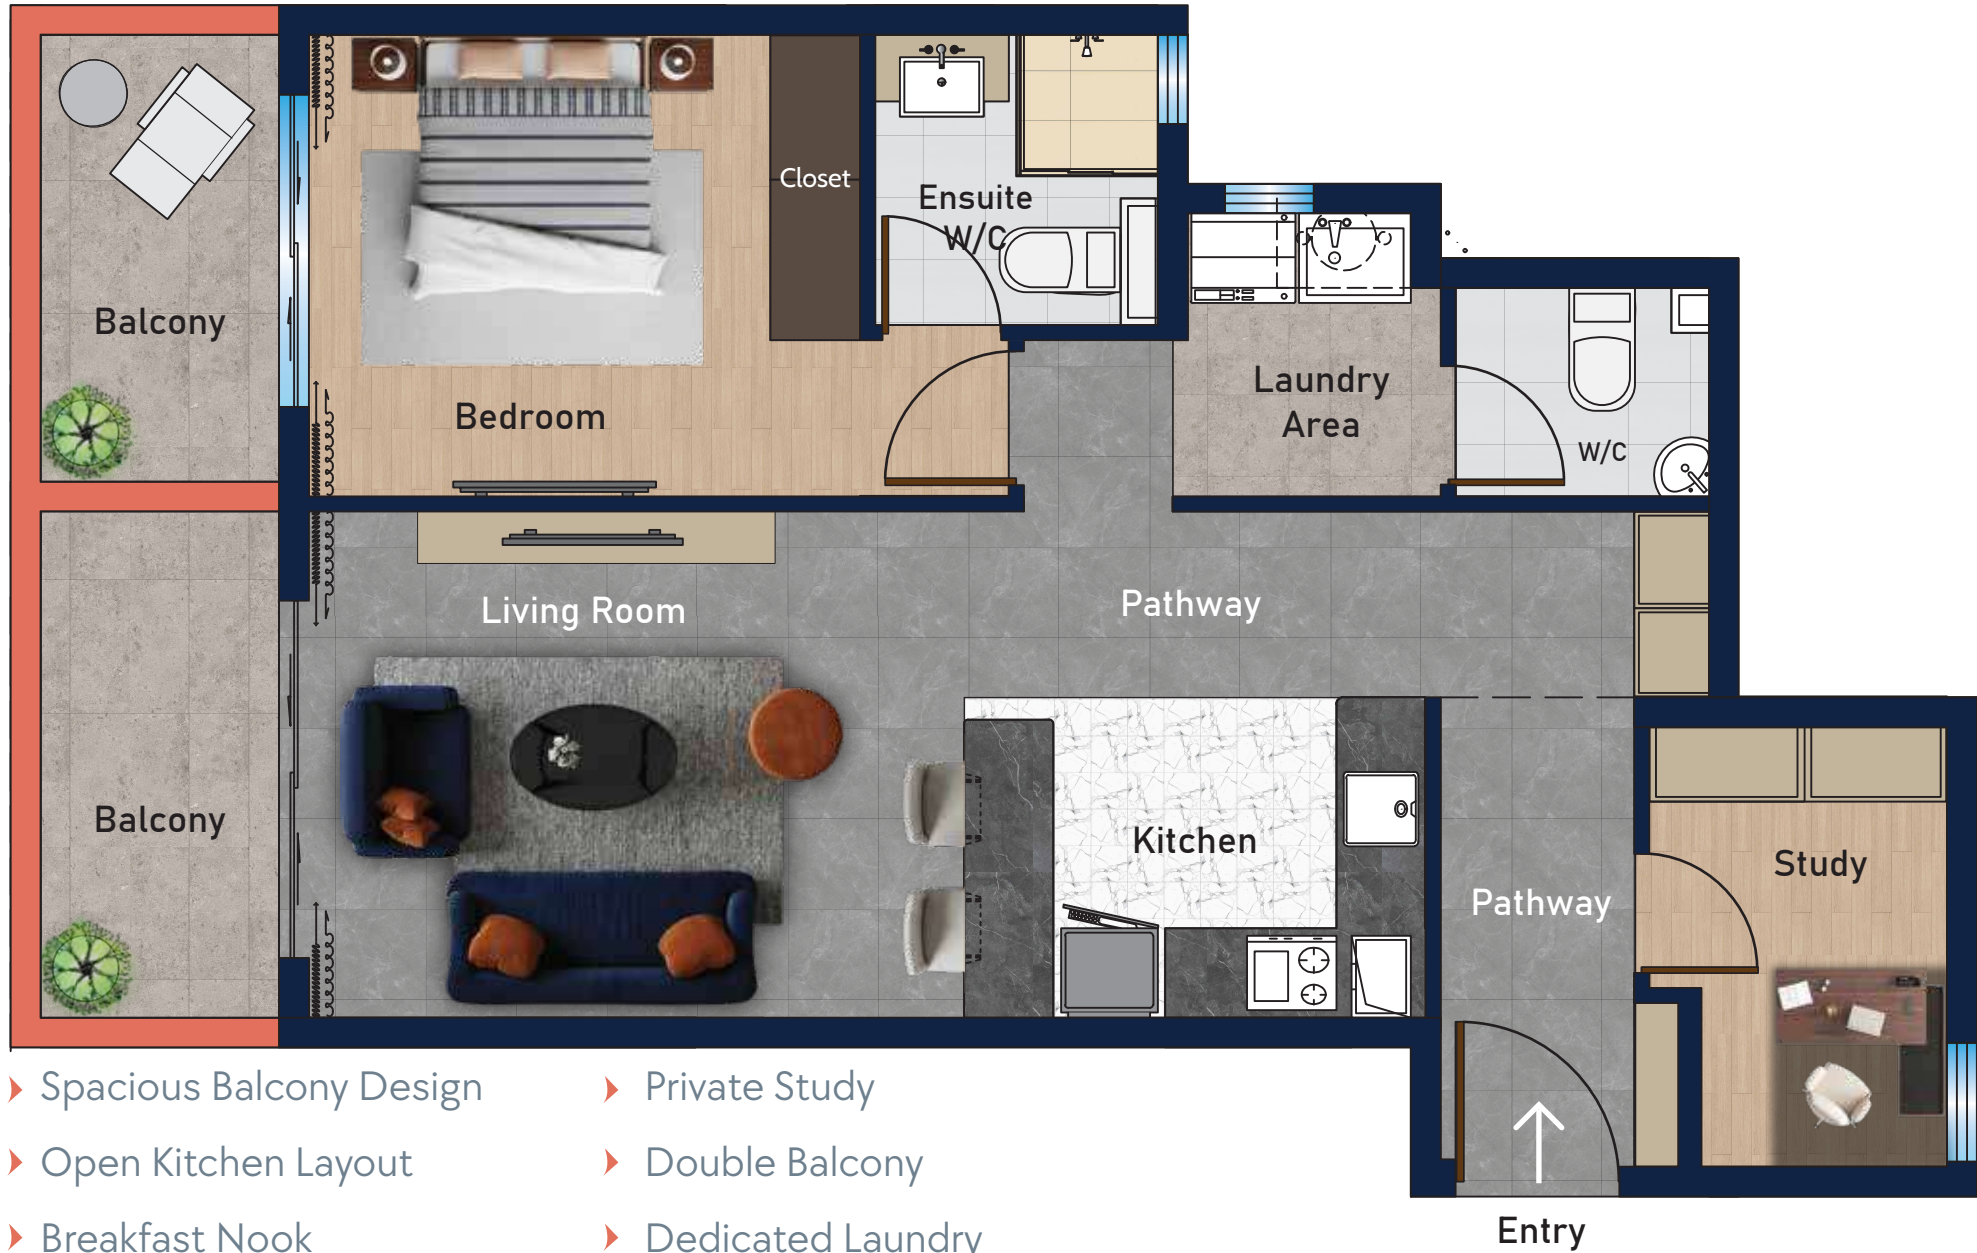 Closet
Ensuite
W/C
Balcony
Bedroom
Laundry
Area
W/C
Living Room
Pathway
Balcony
Kitchen
Study
Pathway
Entry
Spacious Balcony Design
Open Kitchen Layout
Breakfast Nook
Private Study
Double Balcony
Dedicated Laundry